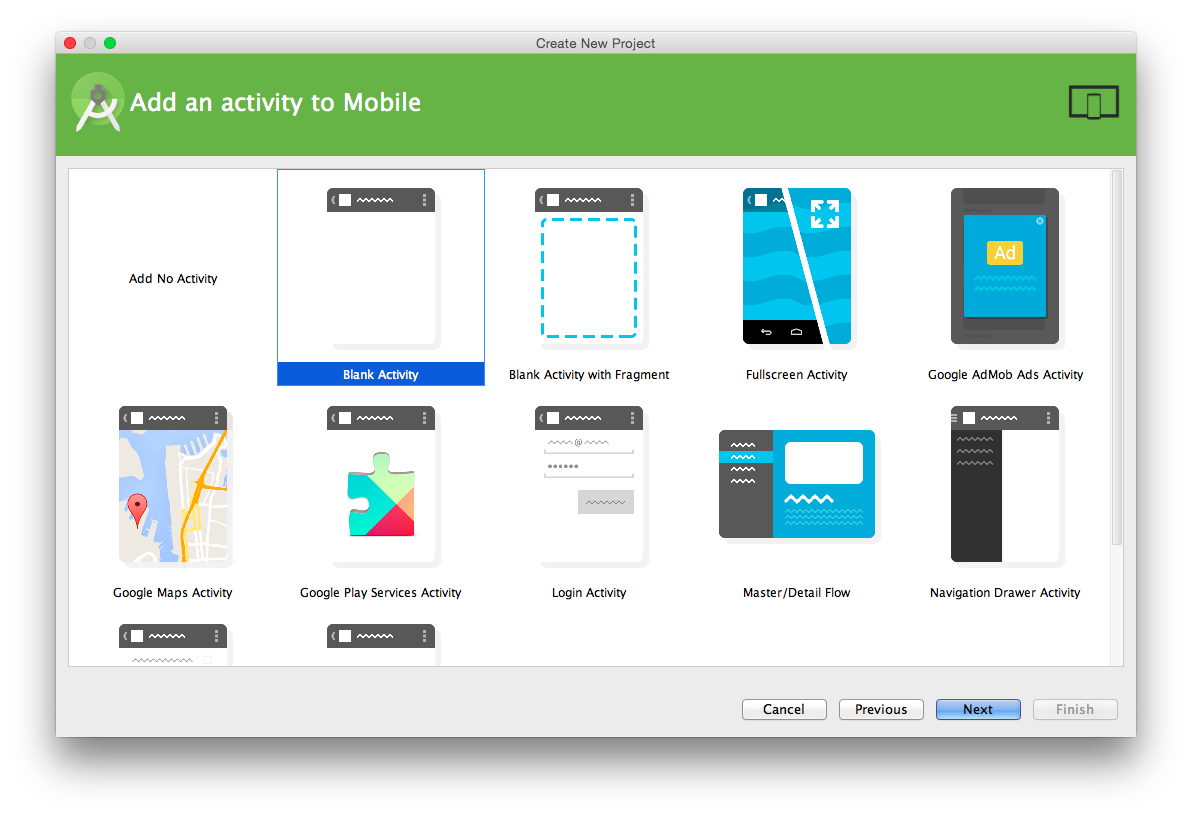 Create New Project
Add an activity to Mobile
Add No Activity
Ad
Blank Activity
Blank Activity with Fragment
Fullscreen Activity
Google AdMob Ads Activity
@
Google Maps Activity
Google Play Services Activity
Login Activity
Master/Detail Flow
Navigation Drawer Activity
Cancel
Previous
Next
Finish